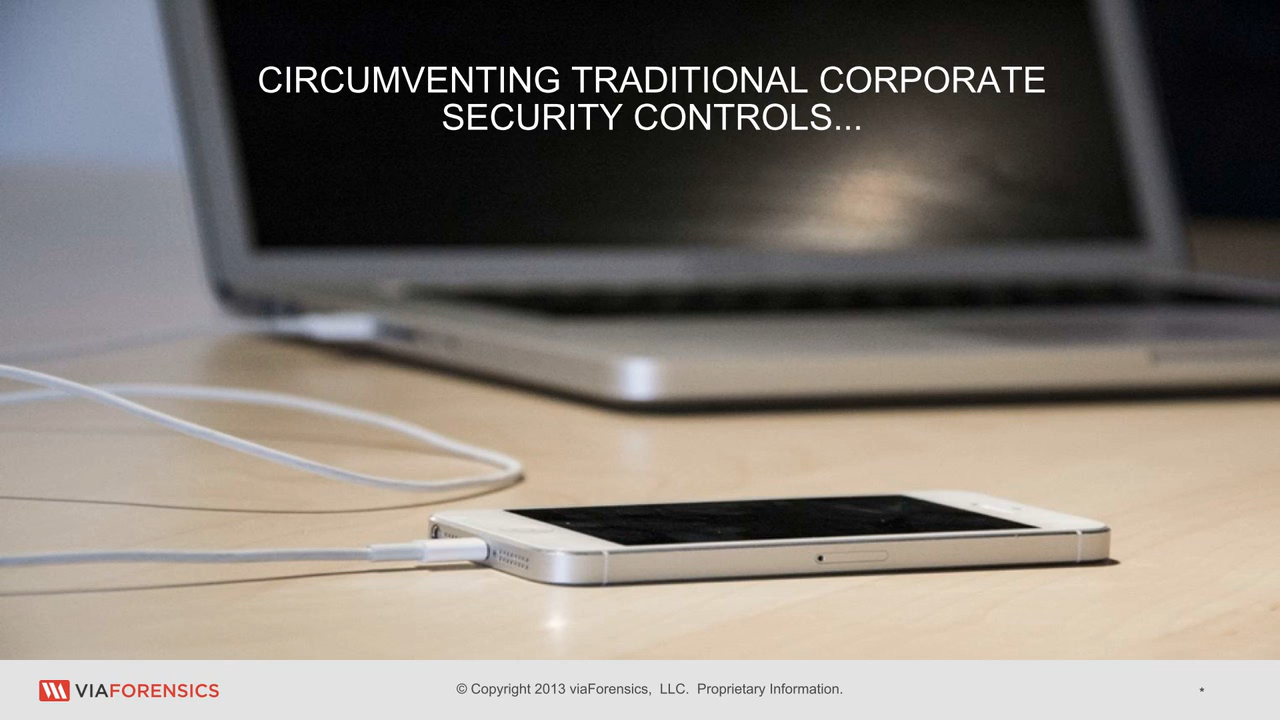 CIRCUMVENTING TRADITIONAL CORPORATE
SECURITY CONTROLS...
VIAFORENSICS
© Copyright 2013 viaForensics, LLC. Proprietary Information.
*